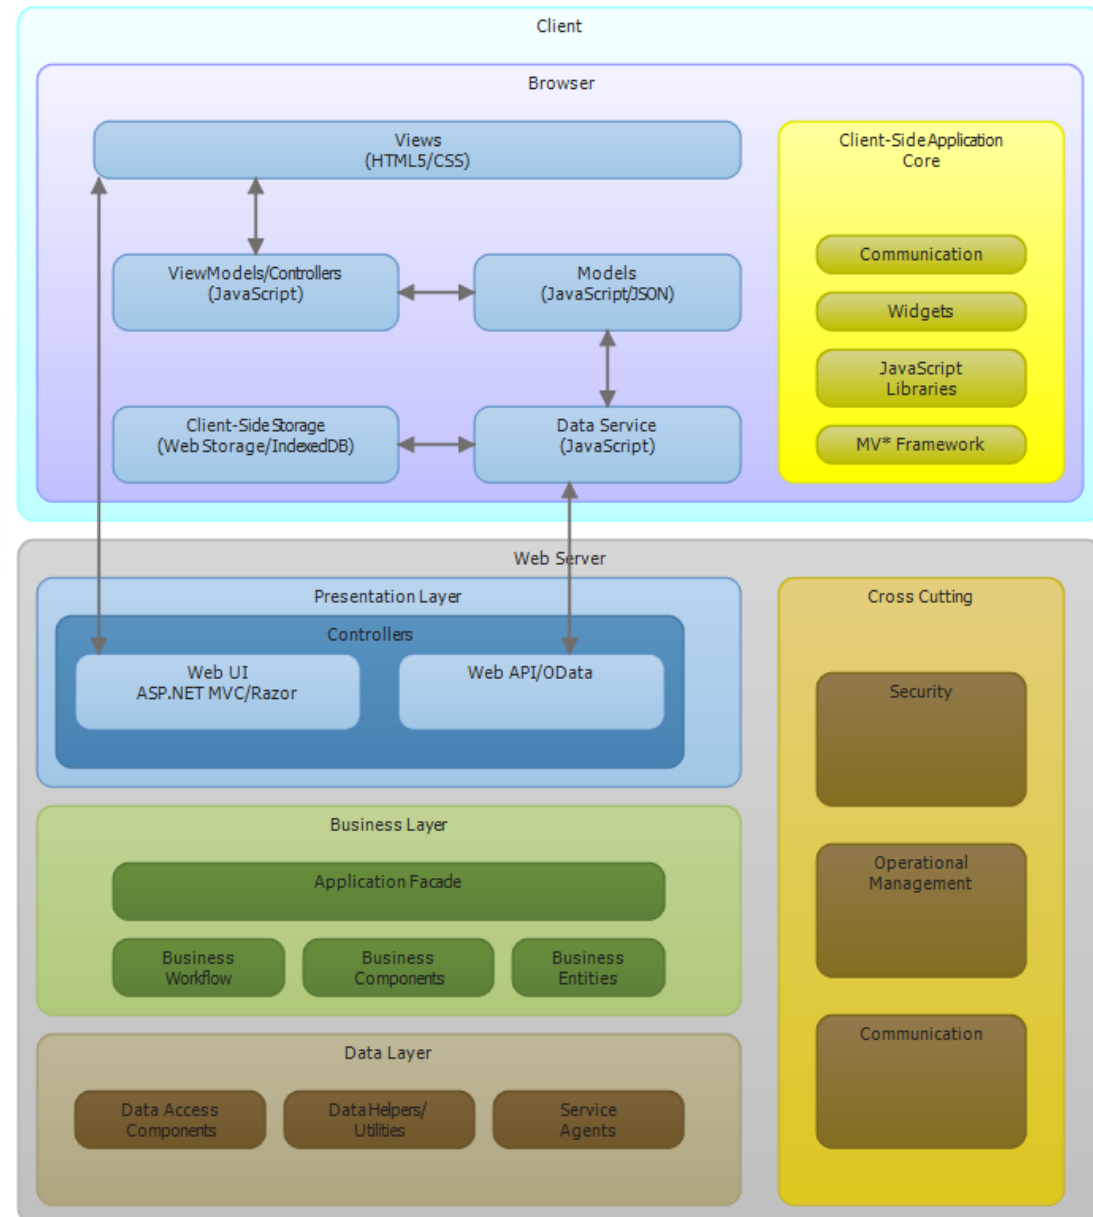 Client
Browser
Views
(HTML5/CSS)
Client-Side Application
Core
ViewModels/Controllers
(JavaScript)
Models
(JavaScript/JSON)
Communication
Widgets
JavaScript
Libraries
MV* Framework
Client-Side Storage
(Web Storage/IndexedDB)
Data Service
(JavaScript)
Web Server
Presentation Layer
Controllers
Web UI
ASP.NET MVC/Razor
Web API/OData
Business Layer
Application Facade
Business
Workflow
Business
Components
Business
Entities
Data Layer
Data Access
Components
Data Helpers/
Utilities
Service
Agents
Cross Cutting
Security
Operational
Management
Communication